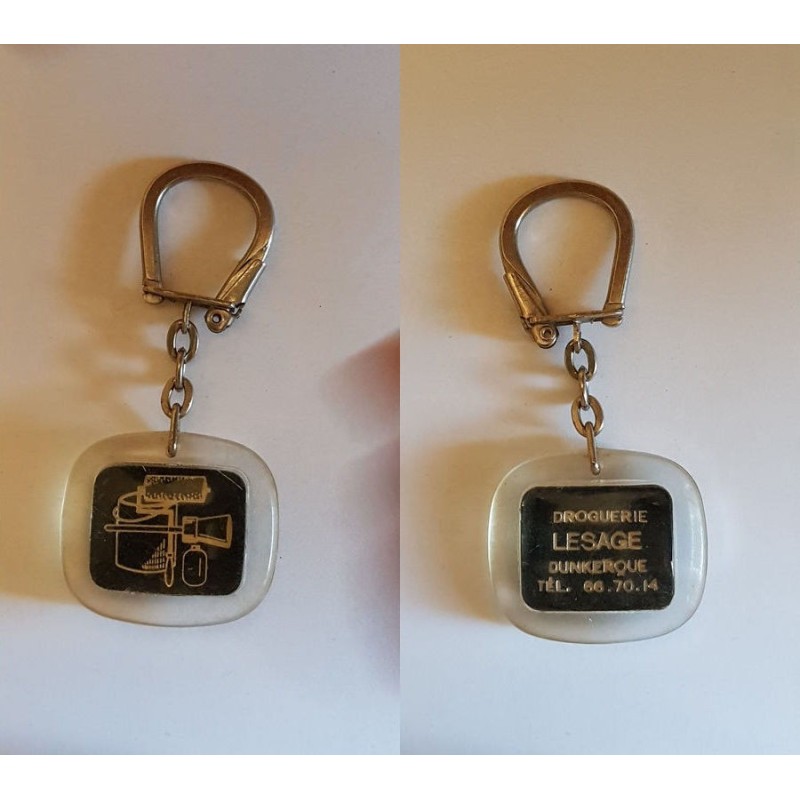 DROGUERIE
LESAGE
DUNKERQUE
TÉL. 66.70.14